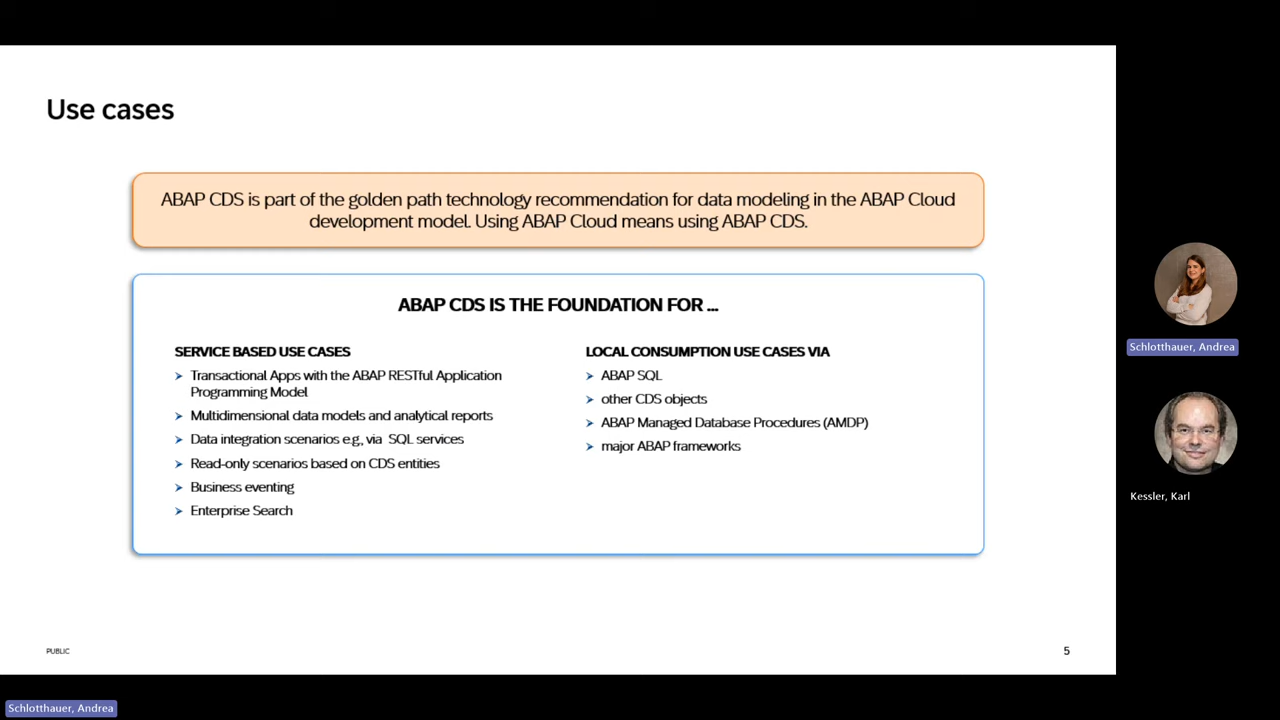 Use cases
ABAP CDS is part of the golden path technology recommendation for data modeling in the ABAP Cloud
development model. Using ABAP Cloud means using ABAP CDS.
ABAP CDS IS THE FOUNDATION FOR ...
SERVICE BASED USE CASES
Transactional Apps with the ABAP RESTful Application
Programming Model
Multidimensional data models and analytical reports
Data integration scenarios e.g., via SQL services
Read-only scenarios based on CDS entities
Business eventing
Enterprise Search
LOCAL CONSUMPTION USE CASES VIA
ABAP SQL
other CDS objects
ABAP Managed Database Procedures (AMDP)
major ABAP frameworks
PUBLIC
5
Schlotthauer, Andrea
Kessler, Karl
Schlotthauer, Andrea